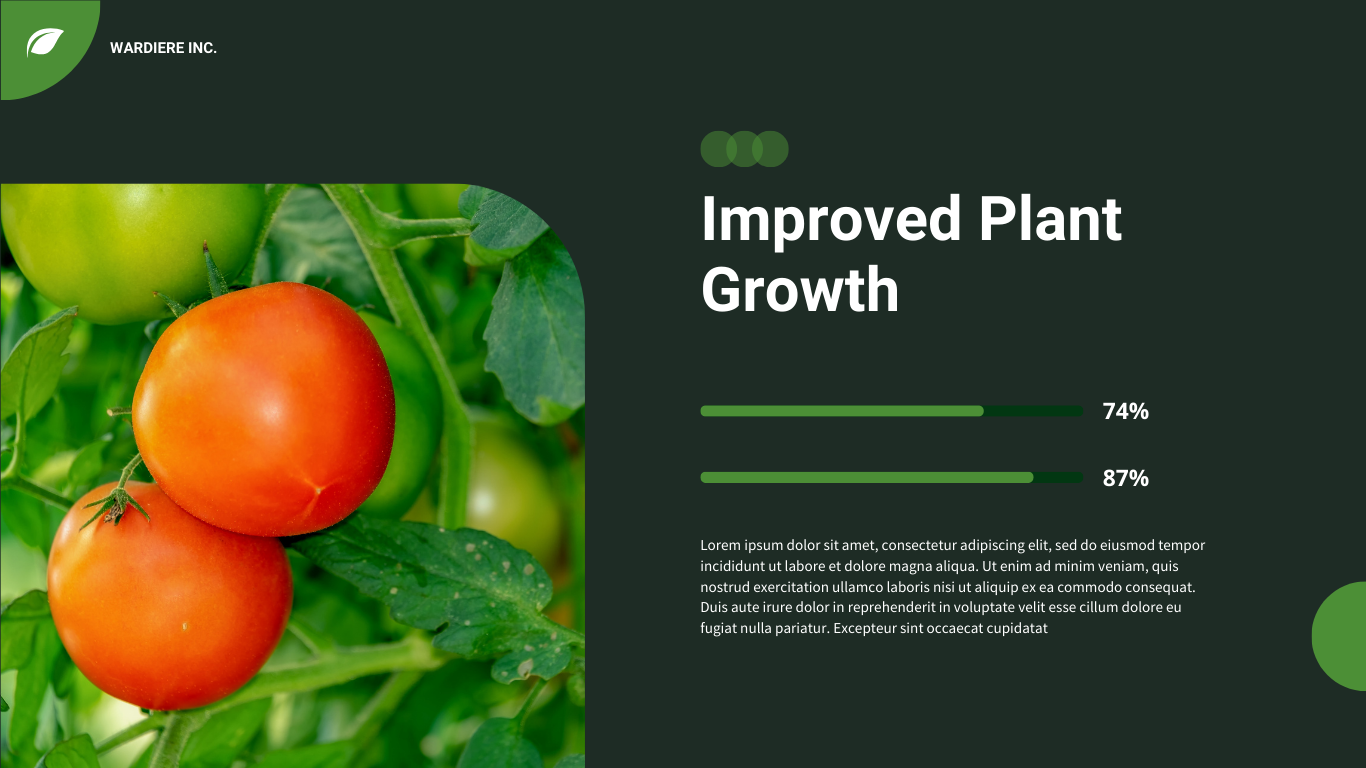 WARDIERE INC.
Improved Plant
Growth
74%
87%
Lorem ipsum dolor sit amet, consectetur adipiscing elit, sed do eiusmod tempor
incididunt ut labore et dolore magna aliqua. Ut enim ad minim veniam, quis
nostrud exercitation ullamco laboris nisi ut aliquip ex ea commodo consequat.
Duis aute irure dolor in reprehenderit in voluptate velit esse cillum dolore eu
fugiat nulla pariatur. Excepteur sint occaecat cupidatat